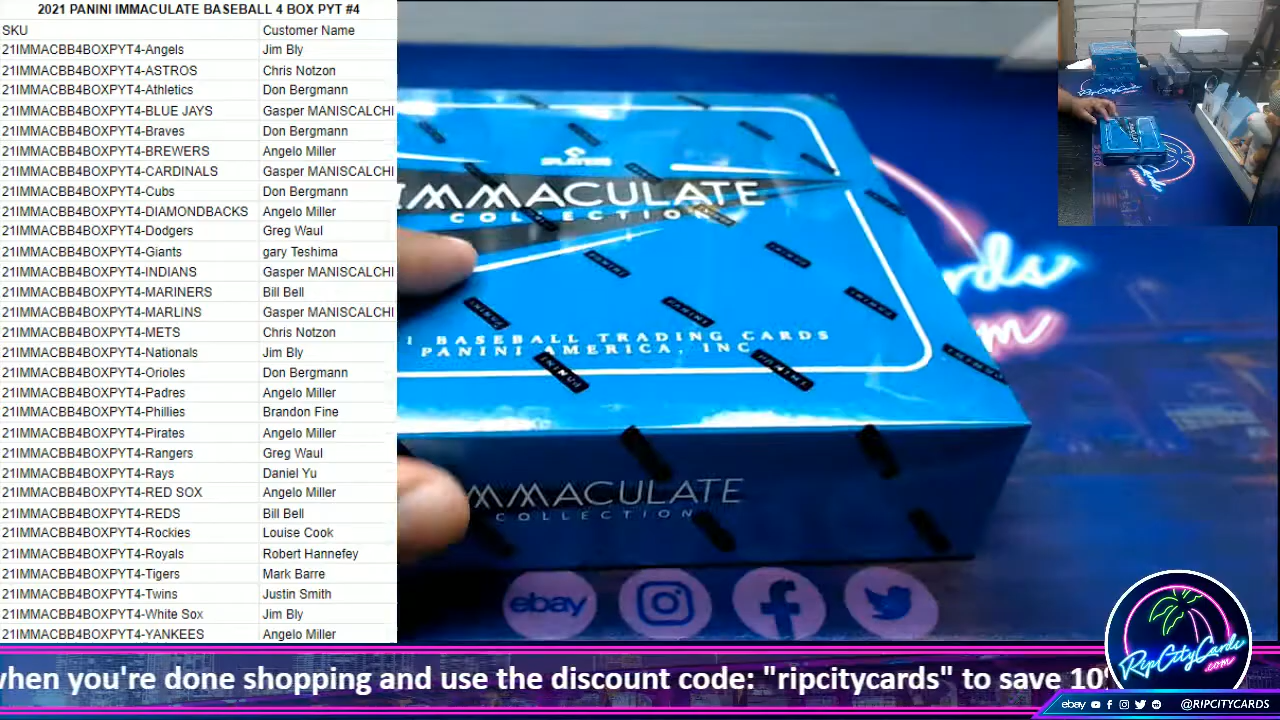 2021 PANINI IMMACULATE BASEBALL 4 BOX PYT #4
SKU Customer Name
21IMMACBB4BOXPYT4-Angels Jim Bly
21IMMACBB4BOXPYT4-ASTROS Chris Notzon
21IMMACBB4BOXPYT4-Athletics Don Bergmann
21IMMACBB4BOXPYT4-BLUE JAYS Gasper MANISCALCHI
21IMMACBB4BOXPYT4-Braves Don Bergmann
21IMMACBB4BOXPYT4-BREWERS Angelo Miller
21IMMACBB4BOXPYT4-CARDINALS Gasper MANISCALCHI
21IMMACBB4BOXPYT4-Cubs Don Bergmann
21IMMACBB4BOXPYT4-DIAMONDBACKS Angelo Miller
21IMMACBB4BOXPYT4-Dodgers Greg Waul
21IMMACBB4BOXPYT4-Giants gary Teshima
21IMMACBB4BOXPYT4-INDIANS Gasper MANISCALCHI
21IMMACBB4BOXPYT4-MARINERS Bill Bell
21IMMACBB4BOXPYT4-MARLINS Gasper MANISCALCHI
21IMMACBB4BOXPYT4-METS Chris Notzon
21IMMACBB4BOXPYT4-Nationals Jim Bly
21IMMACBB4BOXPYT4-Orioles Don Bergmann
21IMMACBB4BOXPYT4-Padres Angelo Miller
21IMMACBB4BOXPYT4-Phillies Brandon Fine
21IMMACBB4BOXPYT4-Pirates Angelo Miller
21IMMACBB4BOXPYT4-Rangers Greg Waul
21IMMACBB4BOXPYT4-Rays Daniel Yu
21IMMACBB4BOXPYT4-RED SOX Angelo Miller
21IMMACBB4BOXPYT4-REDS Bill Bell
21IMMACBB4BOXPYT4-Rockies Louise Cook
21IMMACBB4BOXPYT4-Royals Robert Hannefey
21IMMACBB4BOXPYT4-Tigers Mark Barre
21IMMACBB4BOXPYT4-Twins Justin Smith
21IMMACBB4BOXPYT4-White Sox Jim Bly
21IMMACBB4BOXPYT4-YANKEES Angelo Miller
IMMACULATE
COLLECTION
1 BASEBALL TRADING CARDS
PANINI AMERICA, INC
PANINI
IMMACULATE
COLLECTION
ebay
when you're done shopping and use the discount code: "ripcitycards" to save 10%
RipCityCards
.com
ebay @RIPCITYCARDS